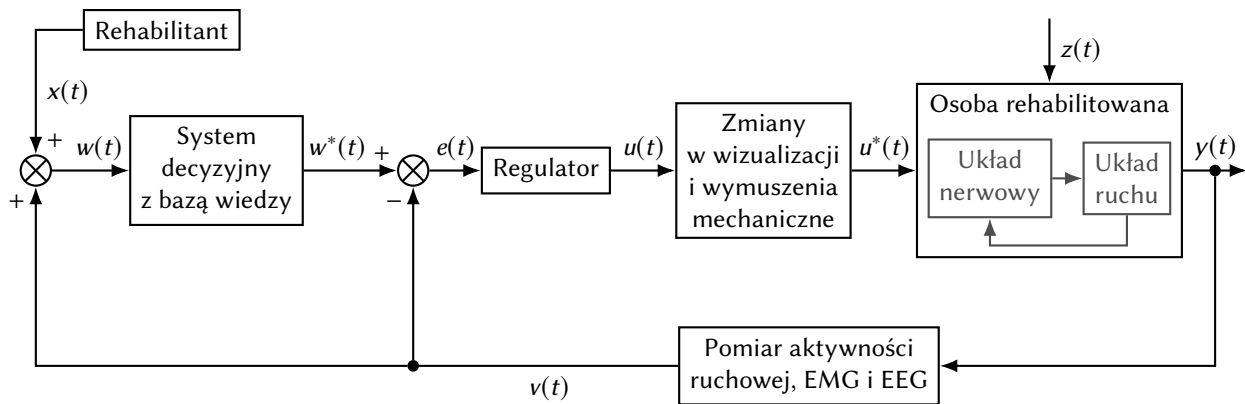 Rehabilitant
x(t)
z(t)
+
+
w(t)
System
decyzyjny
z bazą wiedzy
w*(t)
+
−
e(t)
Regulator
u(t)
Zmiany
w wizualizacji
i wymuszenia
mechaniczne
u*(t)
Osoba rehabilitowana
Układ
nerwowy
Układ
ruchu
y(t)
Pomiar aktywności
ruchowej, EMG i EEG
v(t)